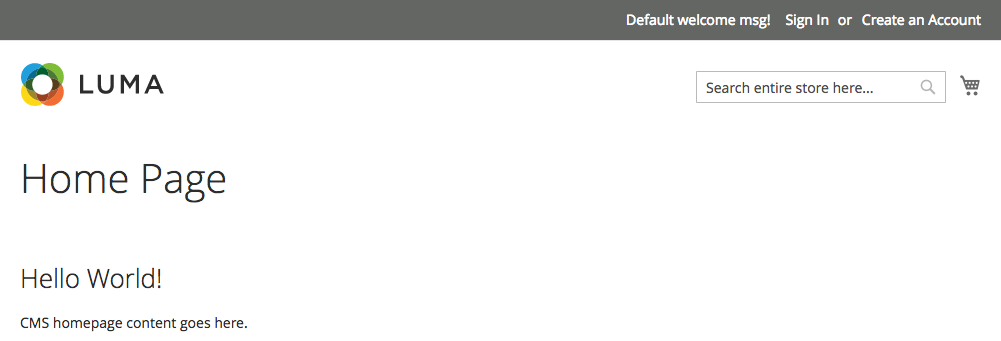 Default welcome msg! Sign In or Create an Account
LUMA
Search entire store here...
Home Page
Hello World!
CMS homepage content goes here.